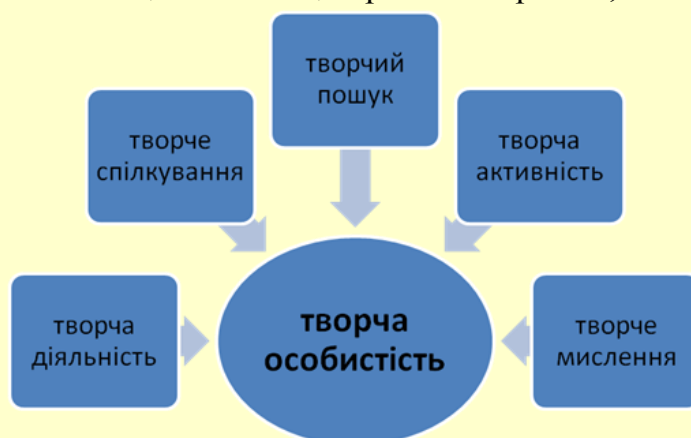 творчий
пошук
творче
спілкування
творча
активність
творча
діяльність
творча
особистість
творче
мислення